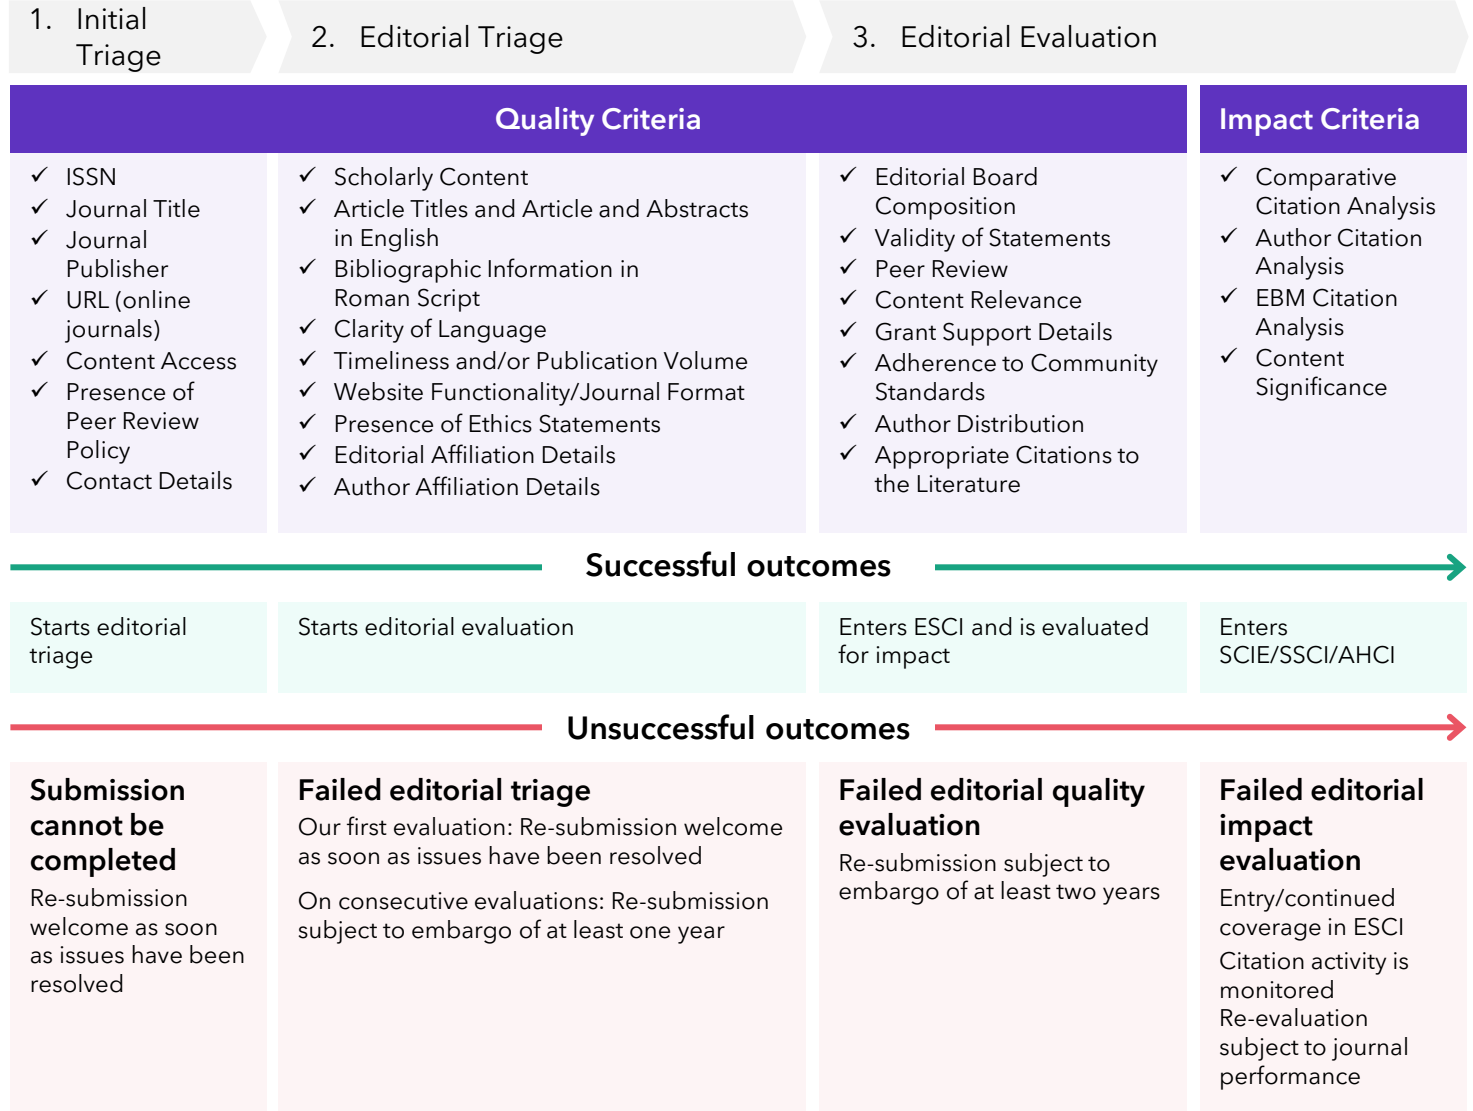 1. Initial
Triage
2. Editorial Triage
3. Editorial Evaluation
Quality Criteria
Impact Criteria
✓ ISSN
✓ Journal Title
✓ Journal
Publisher
✓ URL (online
journals)
✓ Content Access
✓ Presence of
Peer Review
Policy
✓ Contact Details
✓ Scholarly Content
✓ Article Titles and Article and Abstracts
in English
✓ Bibliographic Information in
Roman Script
✓ Clarity of Language
✓ Timeliness and/or Publication Volume
✓ Website Functionality/Journal Format
✓ Presence of Ethics Statements
✓ Editorial Affiliation Details
✓ Author Affiliation Details
✓ Editorial Board
Composition
✓ Validity of Statements
✓ Peer Review
✓ Content Relevance
✓ Grant Support Details
✓ Adherence to Community
Standards
✓ Author Distribution
✓ Appropriate Citations to
the Literature
✓ Comparative
Citation Analysis
✓ Author Citation
Analysis
✓ EBM Citation
Analysis
✓ Content
Significance
Successful outcomes
Starts editorial
triage
Starts editorial evaluation
Enters ESCI and is evaluated
for impact
Enters
SCIE/SSCI/AHCI
Unsuccessful outcomes
Submission
cannot be
completed
Re-submission
welcome as soon
as issues have been
resolved
Failed editorial triage
Our first evaluation: Re-submission welcome
as soon as issues have been resolved
On consecutive evaluations: Re-submission
subject to embargo of at least one year
Failed editorial quality
evaluation
Re-submission subject to
embargo of at least two years
Failed editorial
impact
evaluation
Entry/continued
coverage in ESCI
Citation activity is
monitored
Re-evaluation
subject to journal
performance